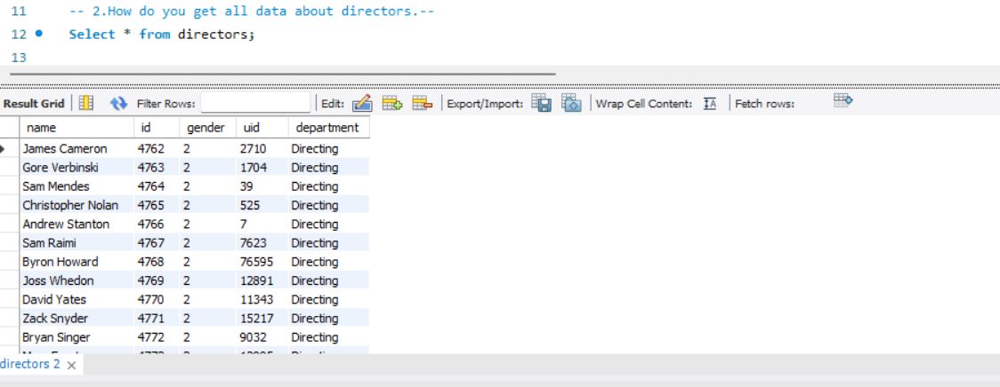 11 -- 2.How do you get all data about directors.--
12 Select * from directors;
13
Result Grid Filter Rows: Edit: Export/Import: Wrap Cell Content: IA Fetch rows:
name id gender uid department
James Cameron 4762 2 2710 Directing
Gore Verbinski 4763 2 1704 Directing
Sam Mendes 4764 2 39 Directing
Christopher Nolan 4765 2 525 Directing
Andrew Stanton 4766 2 7 Directing
Sam Raimi 4767 2 7623 Directing
Byron Howard 4768 2 76595 Directing
Joss Whedon 4769 2 12891 Directing
David Yates 4770 2 11343 Directing
Zack Snyder 4771 2 15217 Directing
Bryan Singer 4772 2 9032 Directing
directors 2